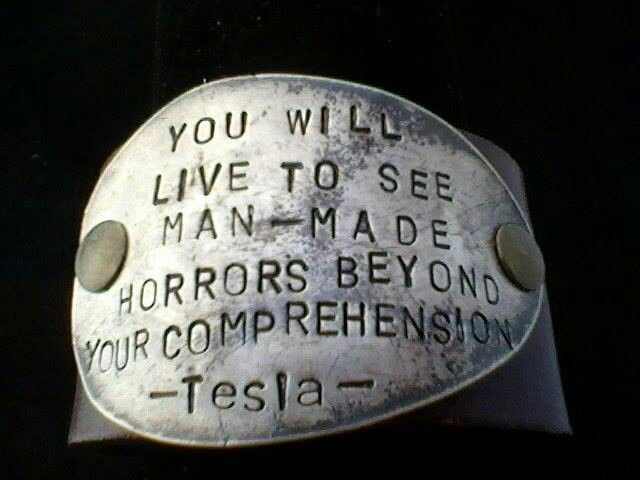 YOU WILL
LIVE TO SEE
MAN-MADE
HORRORS BEYOND
YOUR COMPREHENSION
-Tesla-